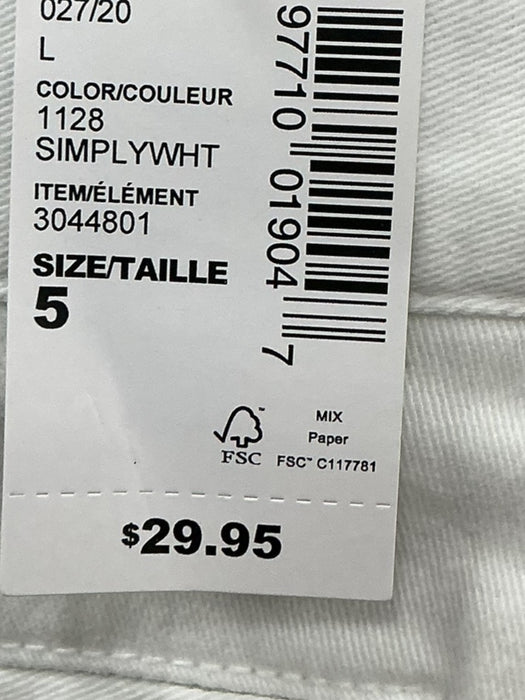 027/20
L
COLOR/COULEUR
1128
SIMPLYWHT
ITEM/ÉLÉMENT
3044801
SIZE/TAILLE
5
97710 01904 7
FSC
MIX
Paper
FSC™ C117781
$29.95